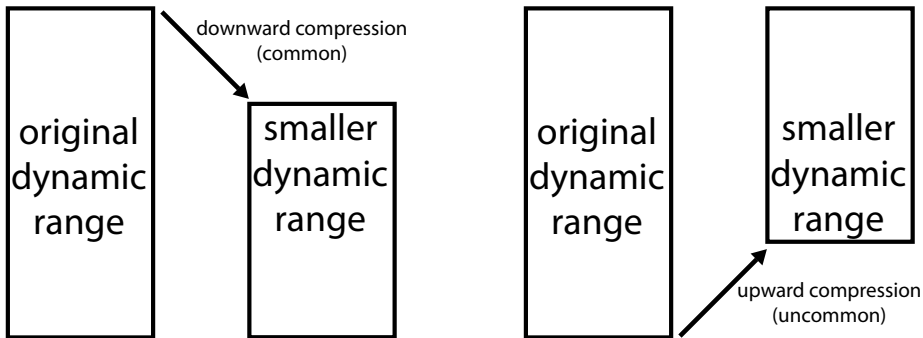 original
dynamic
range
downward compression
(common)
smaller
dynamic
range
original
dynamic
range
smaller
dynamic
range
upward compression
(uncommon)